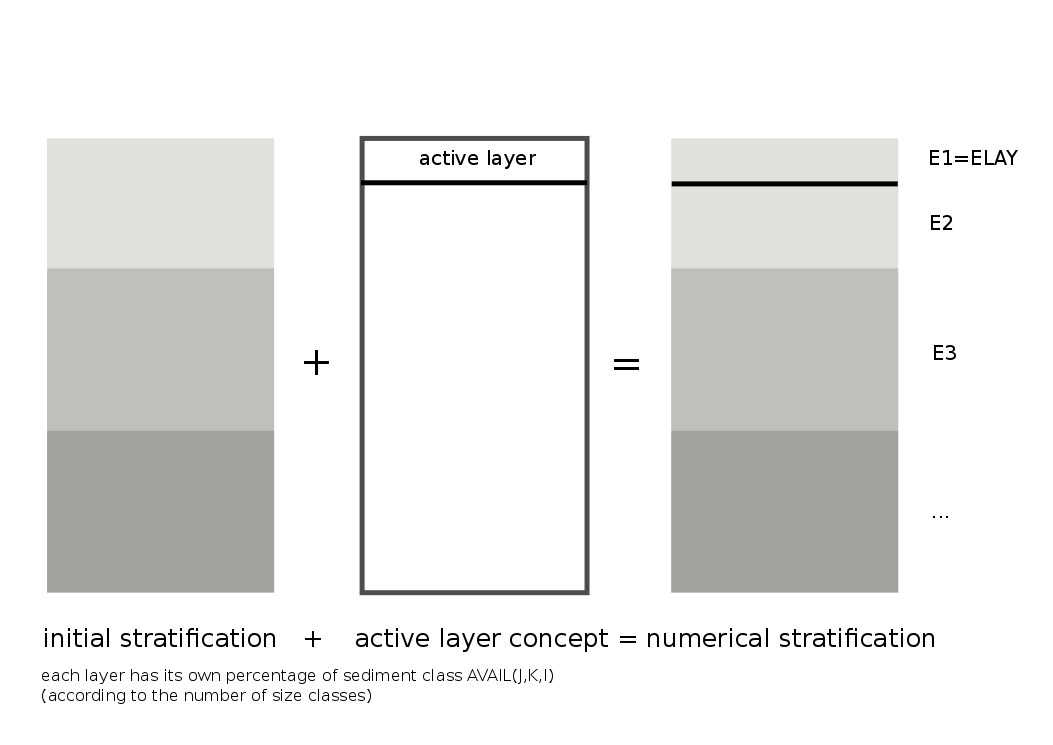 active layer
E1=ELAY
E2
+
=
E3
...
initial stratification + active layer concept = numerical stratification
each layer has its own percentage of sediment class AVAIL(J,K,I)
(according to the number of size classes)